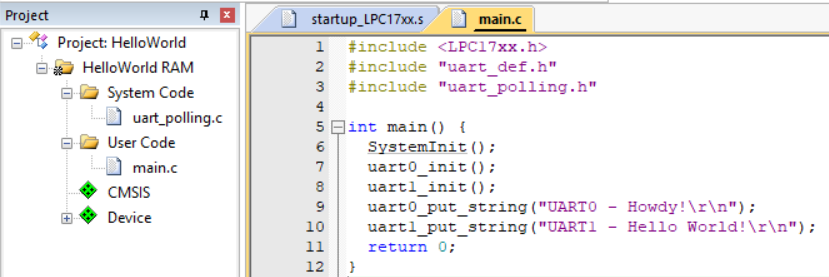 Project
Project: HelloWorld
HelloWorld RAM
System Code
uart_polling.c
User Code
main.c
CMSIS
Device
startup_LPC17xx.s
main.c
1 #include <LPC17xx.h>
2 #include "uart_def.h"
3 #include "uart_polling.h"
4
5 int main() {
6 SystemInit();
7 uart0_init();
8 uart1_init();
9 uart0_put_string("UART0 - Howdy!\r\n");
10 uart1_put_string("UART1 - Hello World!\r\n");
11 return 0;
12 }